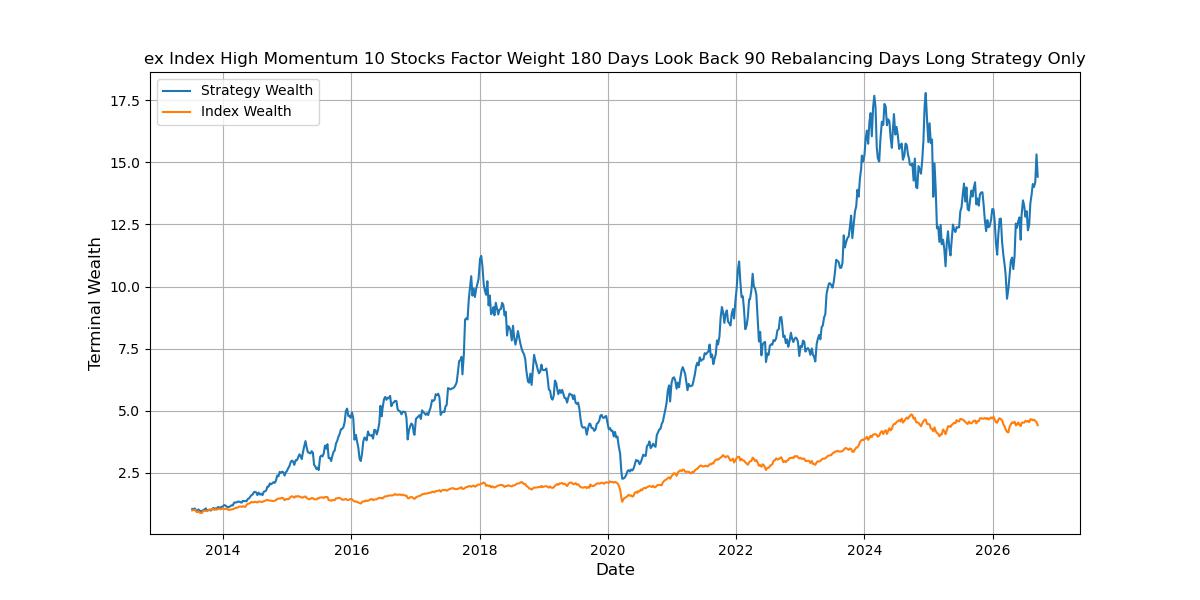 ex Index High Momentum 10 Stocks Factor Weight 180 Days Look Back 90 Rebalancing Days Long Strategy Only
Strategy Wealth
Index Wealth
17.5
15.0
12.5
10.0
7.5
5.0
2.5
Terminal Wealth
2014 2016 2018 2020 2022 2024 2026
Date